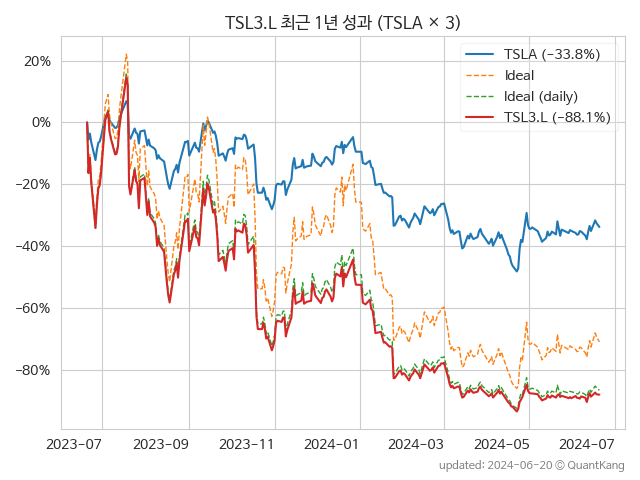 TSL3.L 최근 1년 성과 (TSLA × 3)
20%
0%
−20%
−40%
−60%
−80%
TSLA (−33.8%)
Ideal
Ideal (daily)
TSL3.L (−88.1%)
2023-07
2023-09
2023-11
2024-01
2024-03
2024-05
2024-07
updated: 2024-06-20 © QuantKang